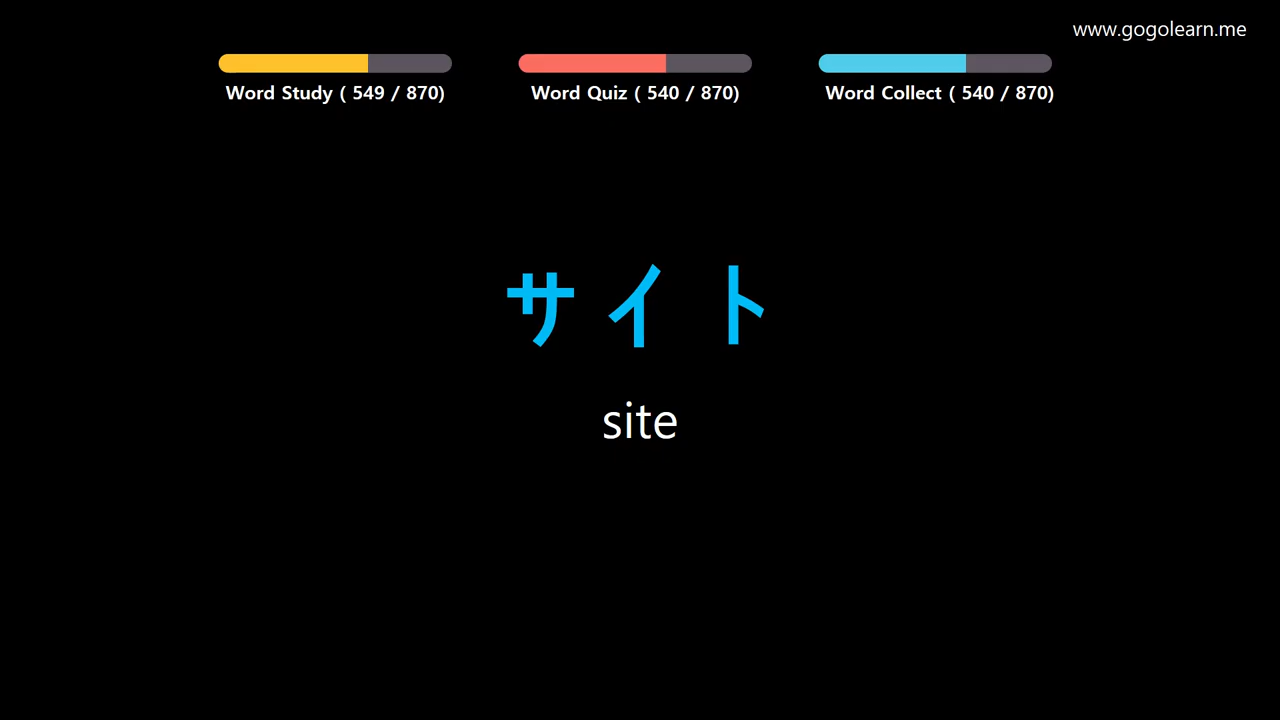 www.gogolearn.me
Word Study ( 549 / 870)
Word Quiz ( 540 / 870)
Word Collect ( 540 / 870)
サイト
site